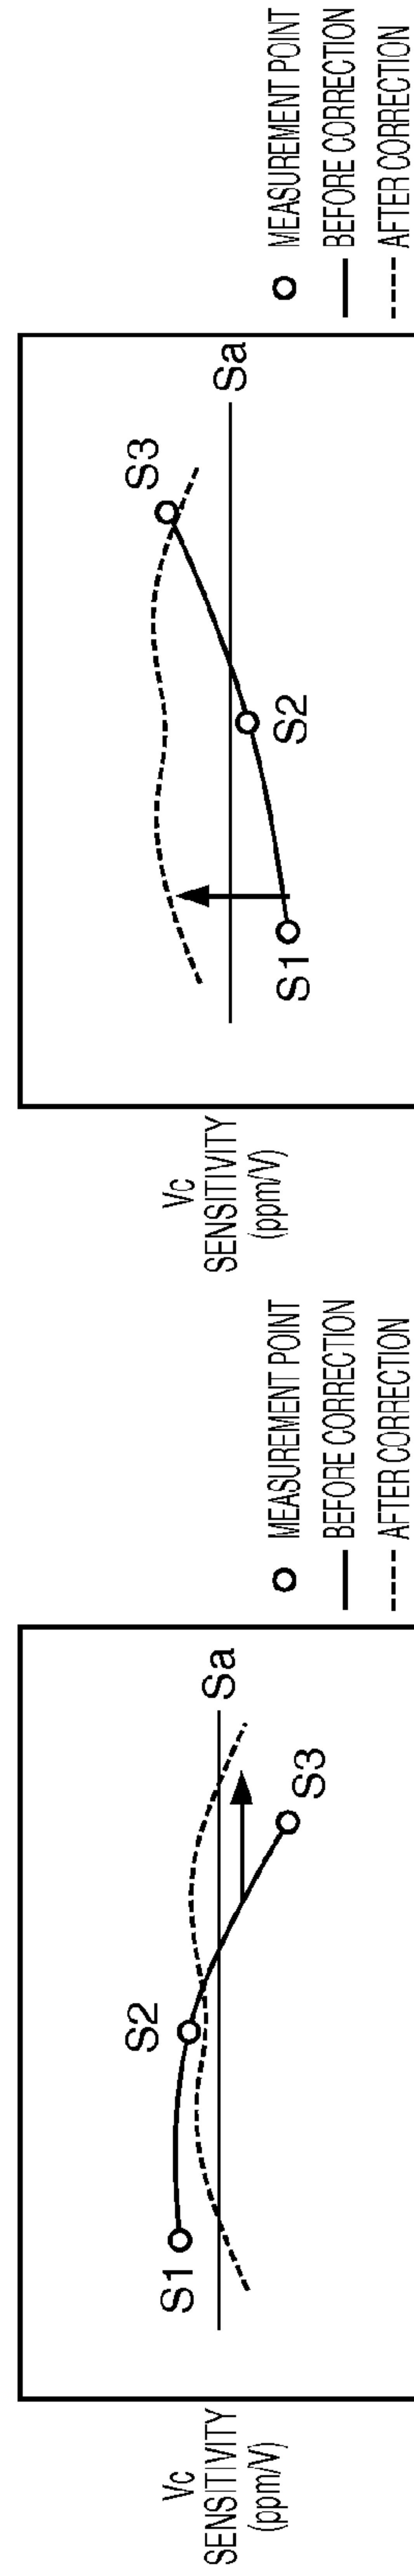 Vc
SENSITIVITY
(ppm/V)
S1
S2
S3
Sa
MEASUREMENT POINT
BEFORE CORRECTION
AFTER CORRECTION
Vc
SENSITIVITY
(ppm/V)
S1
S2
S3
Sa
MEASUREMENT POINT
BEFORE CORRECTION
AFTER CORRECTION